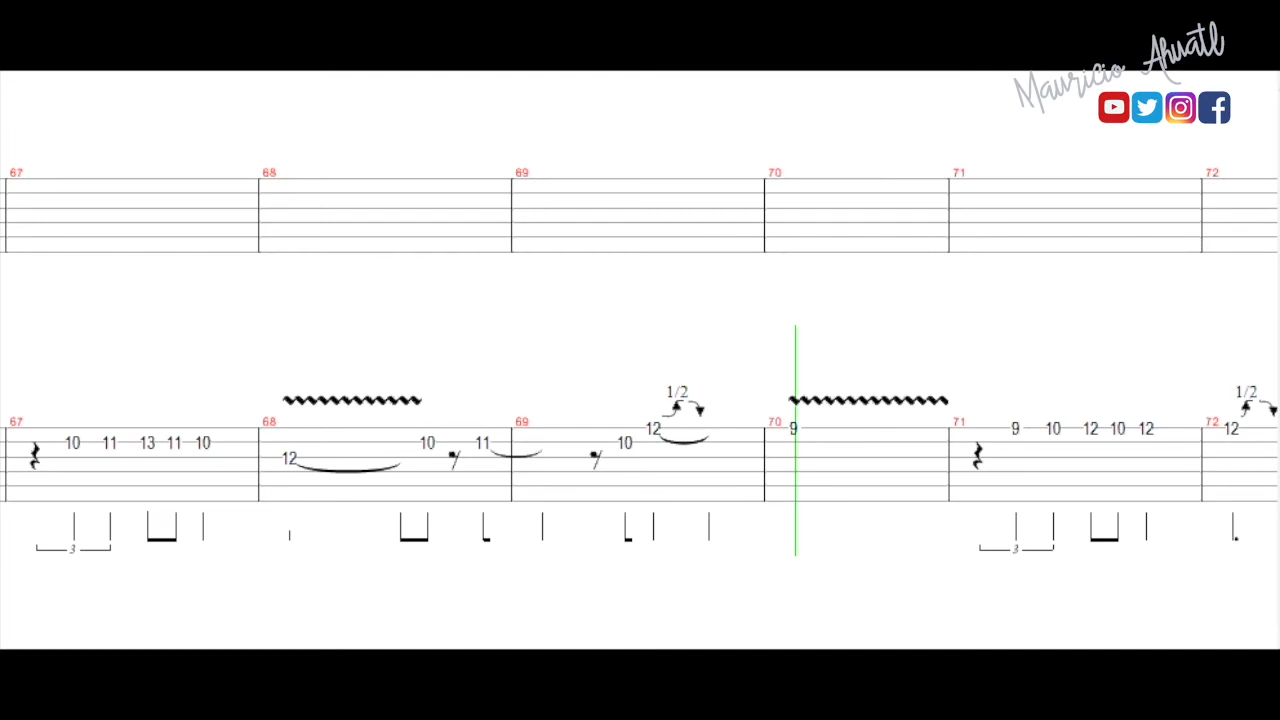 Mauricio Ahuatl
67 68 69 70 71 72
1/2 1/2
67 68 69 70 71 72
12 9 9 10 12 10 12 12
10 11 13 11 10 10 11 10
12
3 3